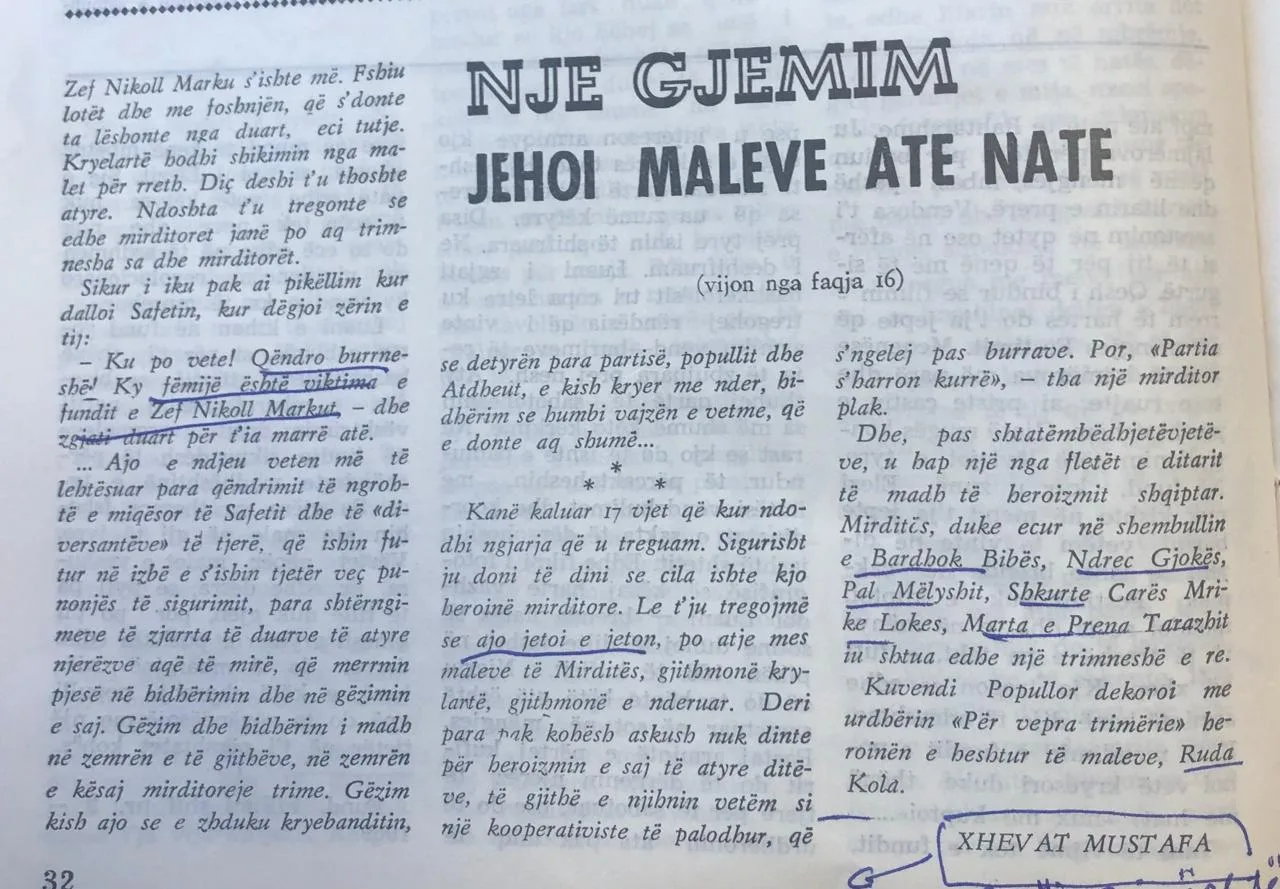 NJE GJEMIM
JEHOI MALEVE ATE NATE
(vijon nga faqja 16)
Zef Nikoll Marku s'ishte më. Fshiu
lotët dhe me foshnjën, që s'donte
ta lëshonte nga duart, eci tutje.
Kryelartë hodhi shikimin nga ma-
let për rreth. Diç deshi t'u thoshte
atyre. Ndoshta t'u tregonte se
edhe mirditoret janë po aq trim-
nesha sa dhe mirditorët.
Sikur i iku pak ai pikëllim kur
dalloi Safetin, kur dëgjoi zërin e
tij:
— Ku po vete! Qëndro burrne-
shë! Ky fëmijë është viktima e
fundit e Zef Nikoll Markut, — dhe
zgjati duart për t'ia marrë atë.
... Ajo e ndjeu veten më të
lehtësuar para qëndrimit të ngroh-
të e miqësor të Safetit dhe të «di-
versantëve» të tjerë, që ishin fu-
tur në izbë e s'ishin tjetër veç pu-
nonjës të sigurimit, para shtërngi-
meve të zjarrta të duarve të atyre
njerëzve aqë të mirë, që merrnin
pjesë në hidhërimin dhe në gëzimin
e saj. Gëzim dhe hidhërim i madh
në zemrën e të gjithëve, në zemrën
e kësaj mirditoreje trime. Gëzim
kish ajo se e zhduku kryebanditin,
se detyrën para partisë, popullit dhe
Atdheut, e kish kryer me nder, hi-
dhërim se humbi vajzën e vetme, që
e donte aq shumë...
*
* *
Kanë kaluar 17 vjet që kur ndo-
dhi ngjarja që u treguam. Sigurisht
ju doni të dini se cila ishte kjo
heroinë mirditore. Le t'ju tregojmë
se ajo jetoi e jeton, po atje mes
maleve të Mirditës, gjithmonë kry-
lartë, gjithmonë e nderuar. Deri
para pak kohësh askush nuk dinte
për heroizmin e saj të atyre ditë-
ve, të gjithë e njihnin vetëm si
një kooperativiste të palodhur, që
s'ngelej pas burrave. Por, «Partia
s'harron kurrë», — tha një mirditor
plak.
Dhe, pas shtatëmbëdhjetëvjetë-
ve, u hap një nga fletët e ditarit
të madh të heroizmit shqiptar.
Mirditës, duke ecur në shembullin
e Bardhok Bibës, Ndrec Gjokës,
Pal Mëlyshit, Shkurte Carës Mri-
ke Lokes, Marta e Prena Tarazhit
iu shtua edhe një trimneshë e re.
Kuvendi Popullor dekoroi me
urdhërin «Për vepra trimërie» he-
roinën e heshtur të maleve, Ruda
Kola.
XHEVAT MUSTAFA
32